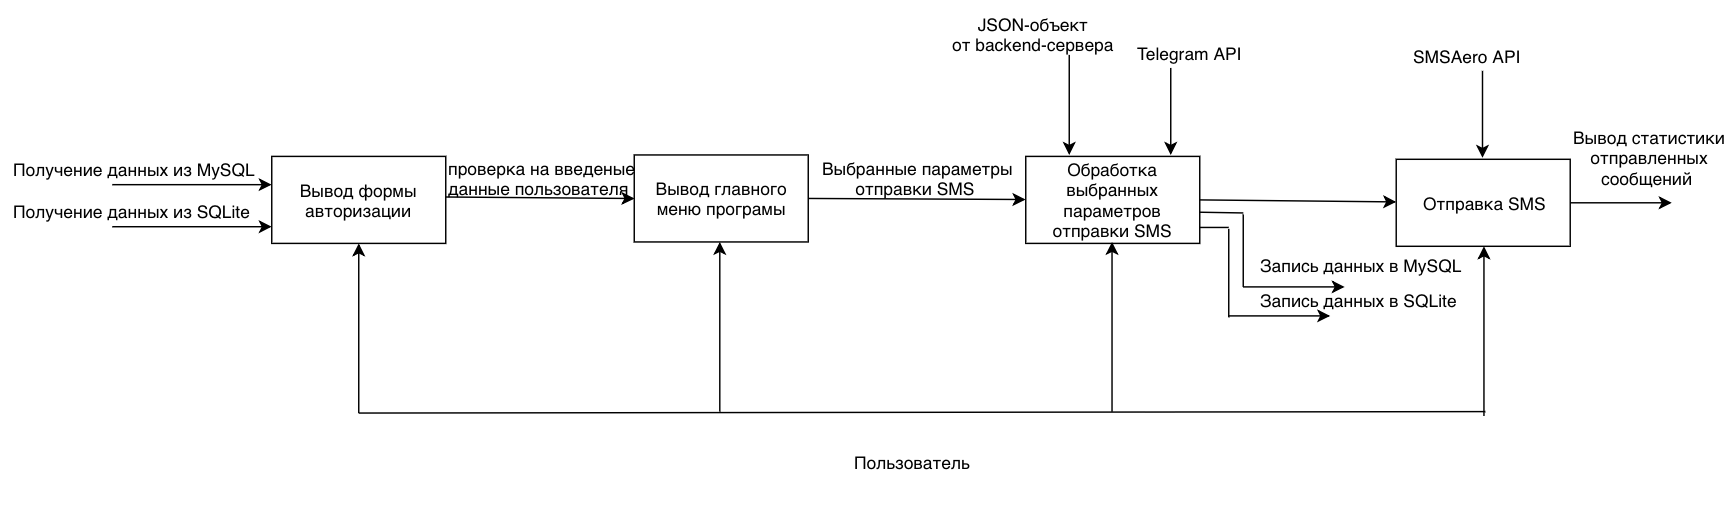 JSON-объект
от backend-сервера
Telegram API
SMSAero API
Получение данных из MySQL
Получение данных из SQLite
Вывод формы
авторизации
проверка на введеные
данные пользователя
Вывод главного
меню програмы
Выбранные параметры
отправки SMS
Обработка
выбранных
параметров
отправки SMS
Отправка SMS
Вывод статистики
отправленных
сообщений
Запись данных в MySQL
Запись данных в SQLite
Пользователь